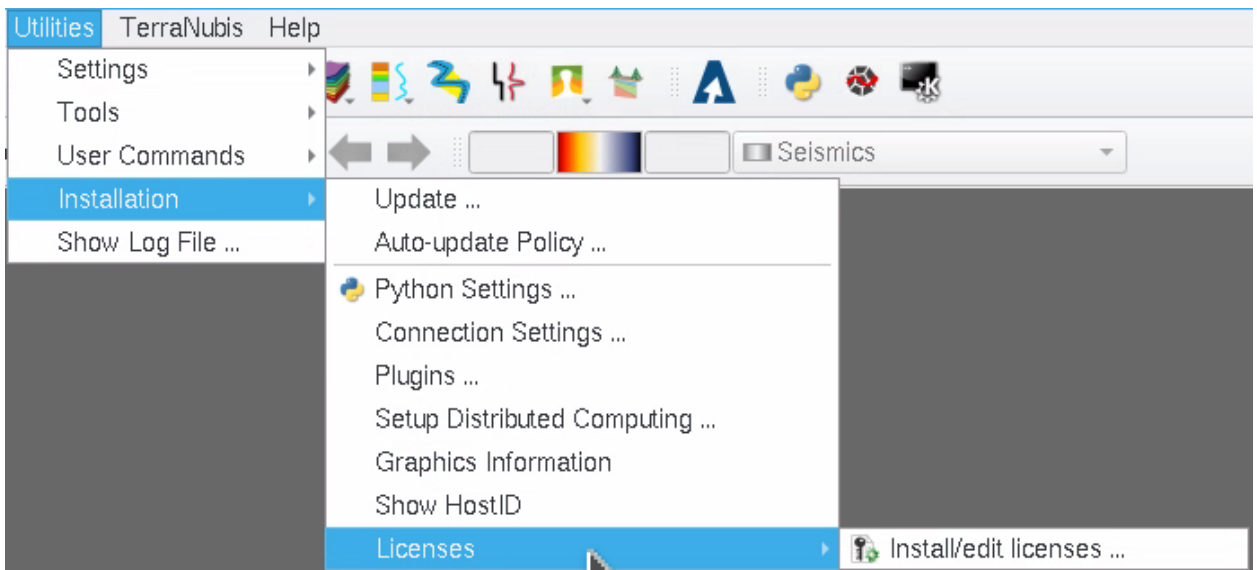 Utilities TerraNubis Help
Settings
Tools
User Commands
Seismics
Installation
Update ...
Show Log File ...
Auto-update Policy ...
Python Settings ...
Connection Settings ...
Plugins ...
Setup Distributed Computing ...
Graphics Information
Show HostID
Licenses
Install/edit licenses ...